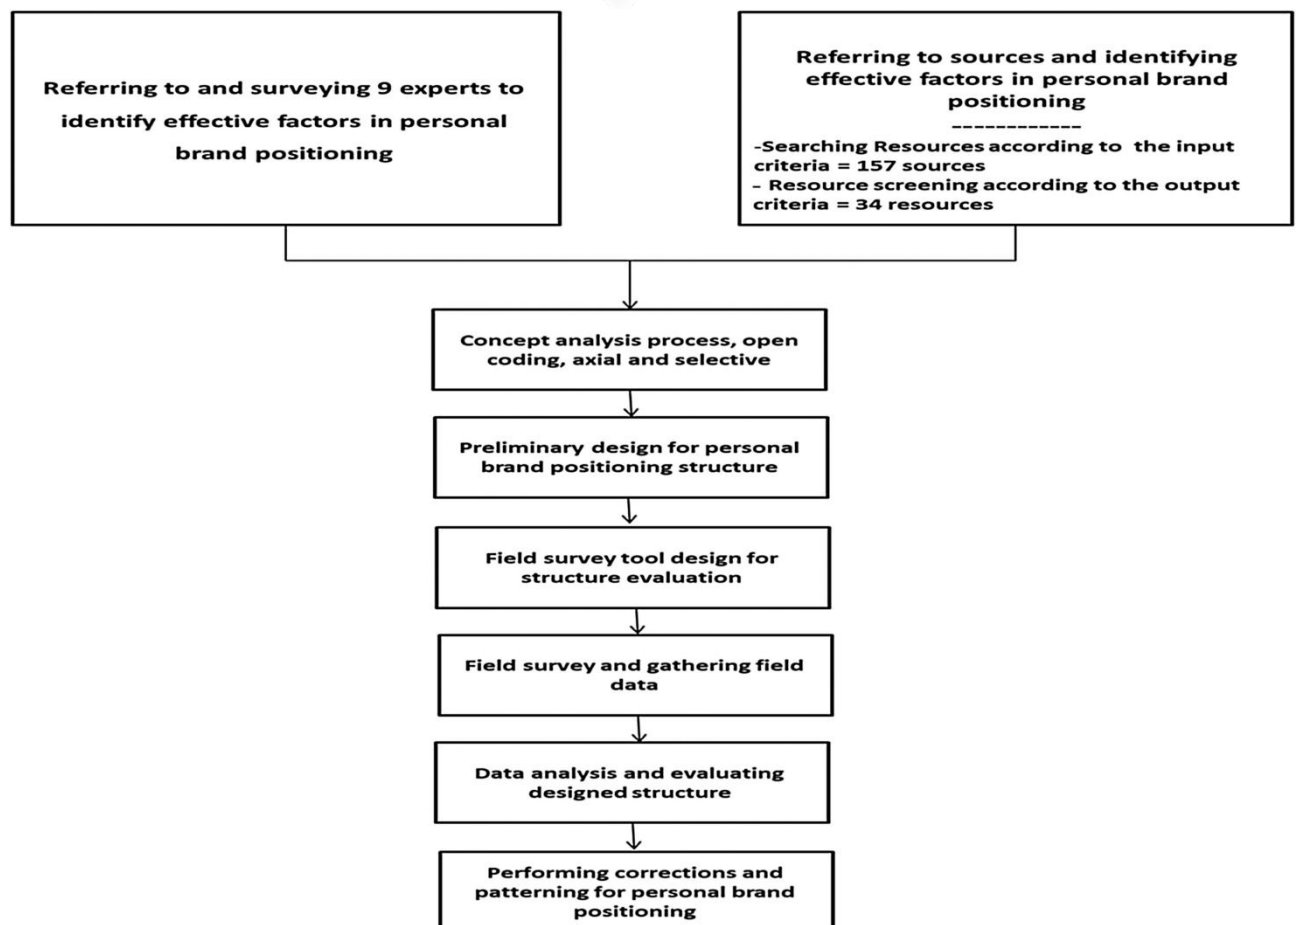 Referring to and surveying 9 experts to
identify effective factors in personal
brand positioning
Referring to sources and identifying
effective factors in personal brand
positioning
------------
-Searching Resources according to the input
criteria = 157 sources
- Resource screening according to the output
criteria = 34 resources
Concept analysis process, open
coding, axial and selective
Preliminary design for personal
brand positioning structure
Field survey tool design for
structure evaluation
Field survey and gathering field
data
Data analysis and evaluating
designed structure
Performing corrections and
patterning for personal brand
positioning